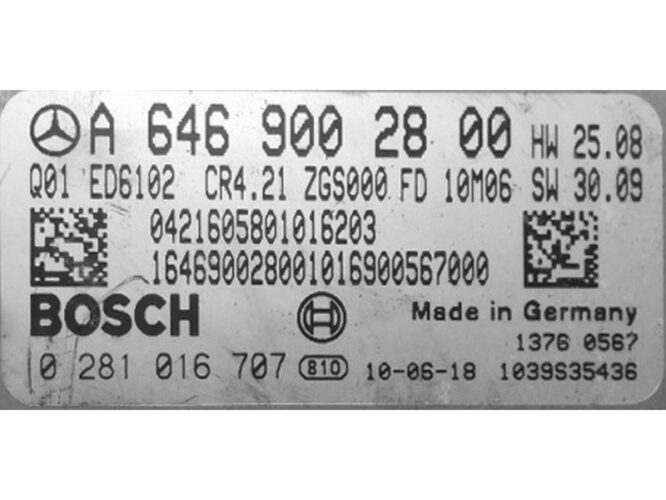 A 646 900 28 00 HW 25.08
Q01 ED6102 CR4.21 ZGS000 FD 10M06 SW 30.09
0421605801016203
164690028001016900567000
BOSCH Made in Germany
1376 0567
0 281 016 707 810 10-06-18 1039S35436